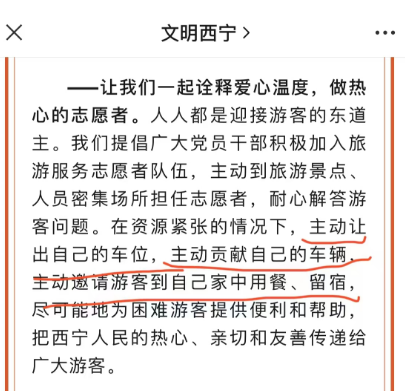 文明西宁
——让我们一起诠释爱心温度，做热
心的志愿者。人人都是迎接游客的东道
主。我们提倡广大党员干部积极加入旅
游服务志愿者队伍，主动到旅游景点、
人员密集场所担任志愿者，耐心解答游
客问题。在资源紧张的情况下，主动让
出自己的车位，主动贡献自己的车辆，
主动邀请游客到自己家中用餐、留宿，
尽可能地为困难游客提供便利和帮助，
把西宁人民的热心、亲切和友善传递给
广大游客。